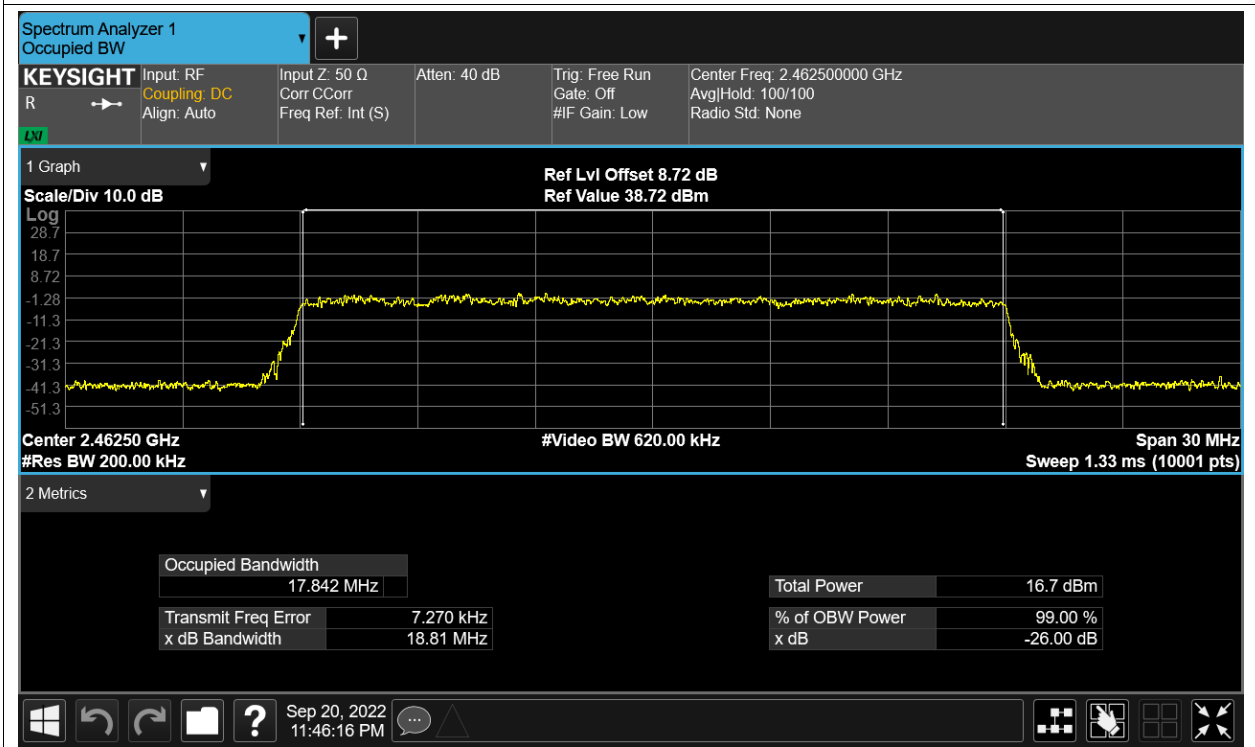 Spectrum Analyzer 1
Occupied BW
KEYSIGHT
R
LXI
Input: RF
Coupling: DC
Align: Auto
Input Z: 50 Ω
Corr CCorr
Freq Ref: Int (S)
Atten: 40 dB
Trig: Free Run
Gate: Off
#IF Gain: Low
Center Freq: 2.462500000 GHz
Avg|Hold: 100/100
Radio Std: None
1 Graph
Scale/Div 10.0 dB
Ref Lvl Offset 8.72 dB
Ref Value 38.72 dBm
Log
28.7
18.7
8.72
-1.28
-11.3
-21.3
-31.3
-41.3
-51.3
Center 2.46250 GHz
#Video BW 620.00 kHz
Span 30 MHz
#Res BW 200.00 kHz
Sweep 1.33 ms (10001 pts)
2 Metrics
Occupied Bandwidth
17.842 MHz
Total Power 16.7 dBm
Transmit Freq Error 7.270 kHz
% of OBW Power 99.00 %
x dB Bandwidth 18.81 MHz
x dB -26.00 dB
?
Sep 20, 2022
11:46:16 PM